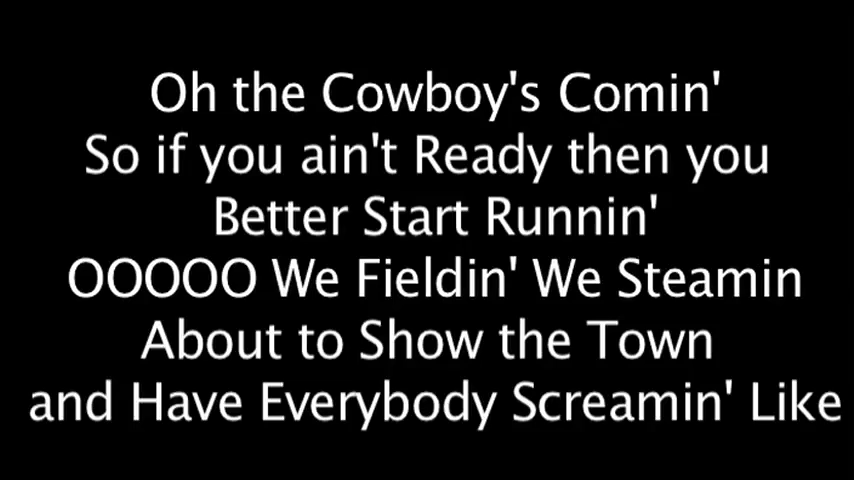 Oh the Cowboy's Comin'
So if you ain't Ready then you
Better Start Runnin'
OOOOO We Fieldin' We Steamin
About to Show the Town
and Have Everybody Screamin' Like